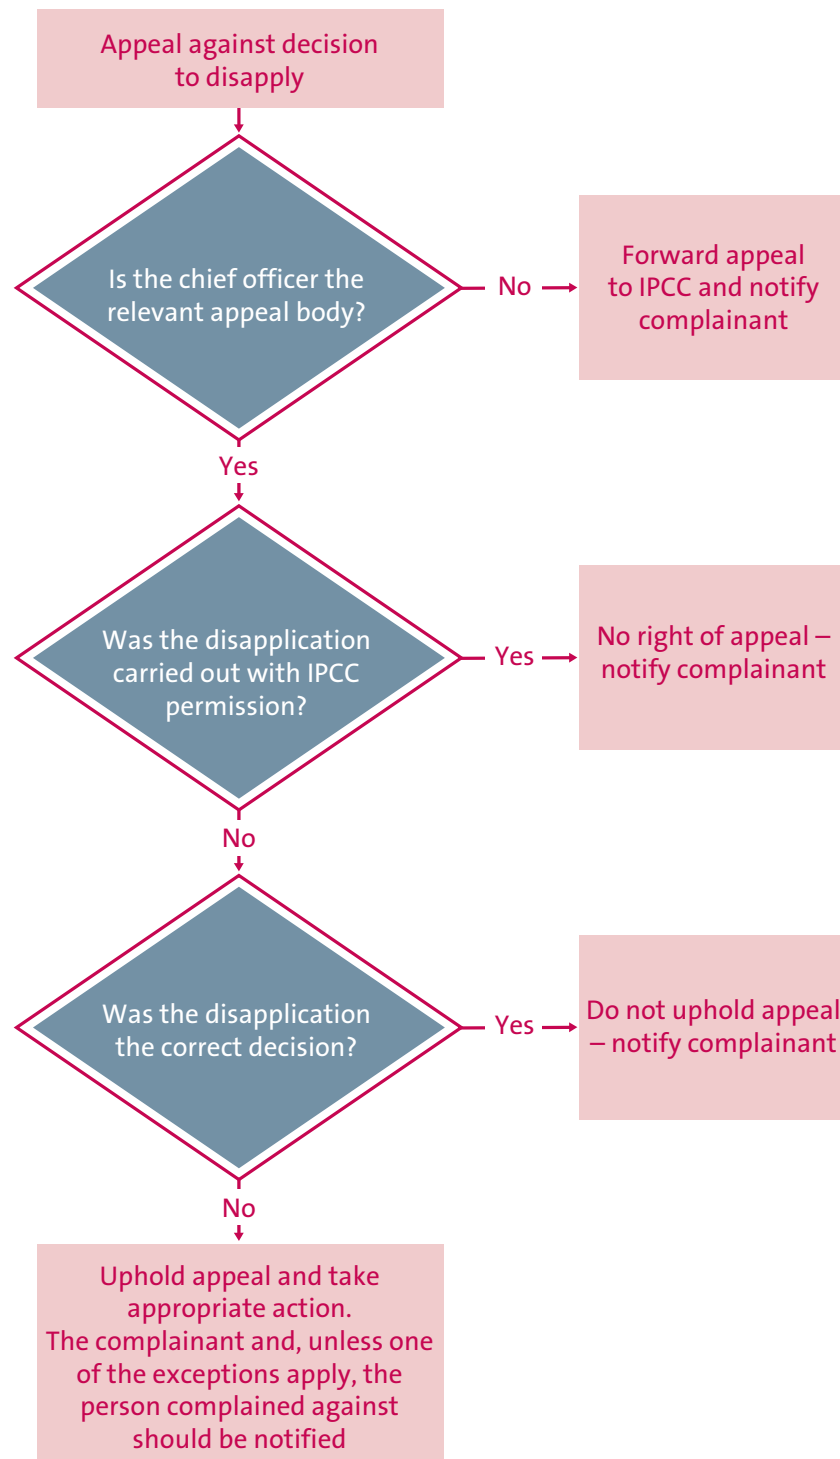 Appeal against decision
to disapply
Is the chief officer the
relevant appeal body?
No
Forward appeal
to IPCC and notify
complainant
Yes
Was the disapplication
carried out with IPCC
permission?
Yes
No right of appeal –
notify complainant
No
Was the disapplication
the correct decision?
Yes
Do not uphold appeal
– notify complainant
No
Uphold appeal and take
appropriate action.
The complainant and, unless one
of the exceptions apply, the
person complained against
should be notified